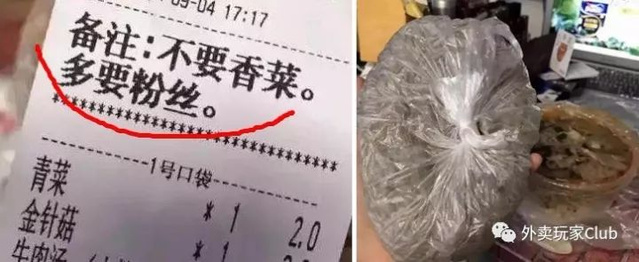 09-04 17:17
备注:不要香菜。
多要粉丝。
********************************
1号口袋
青菜 *1 2.0
金针菇 *1
牛肉汤
外卖玩家Club